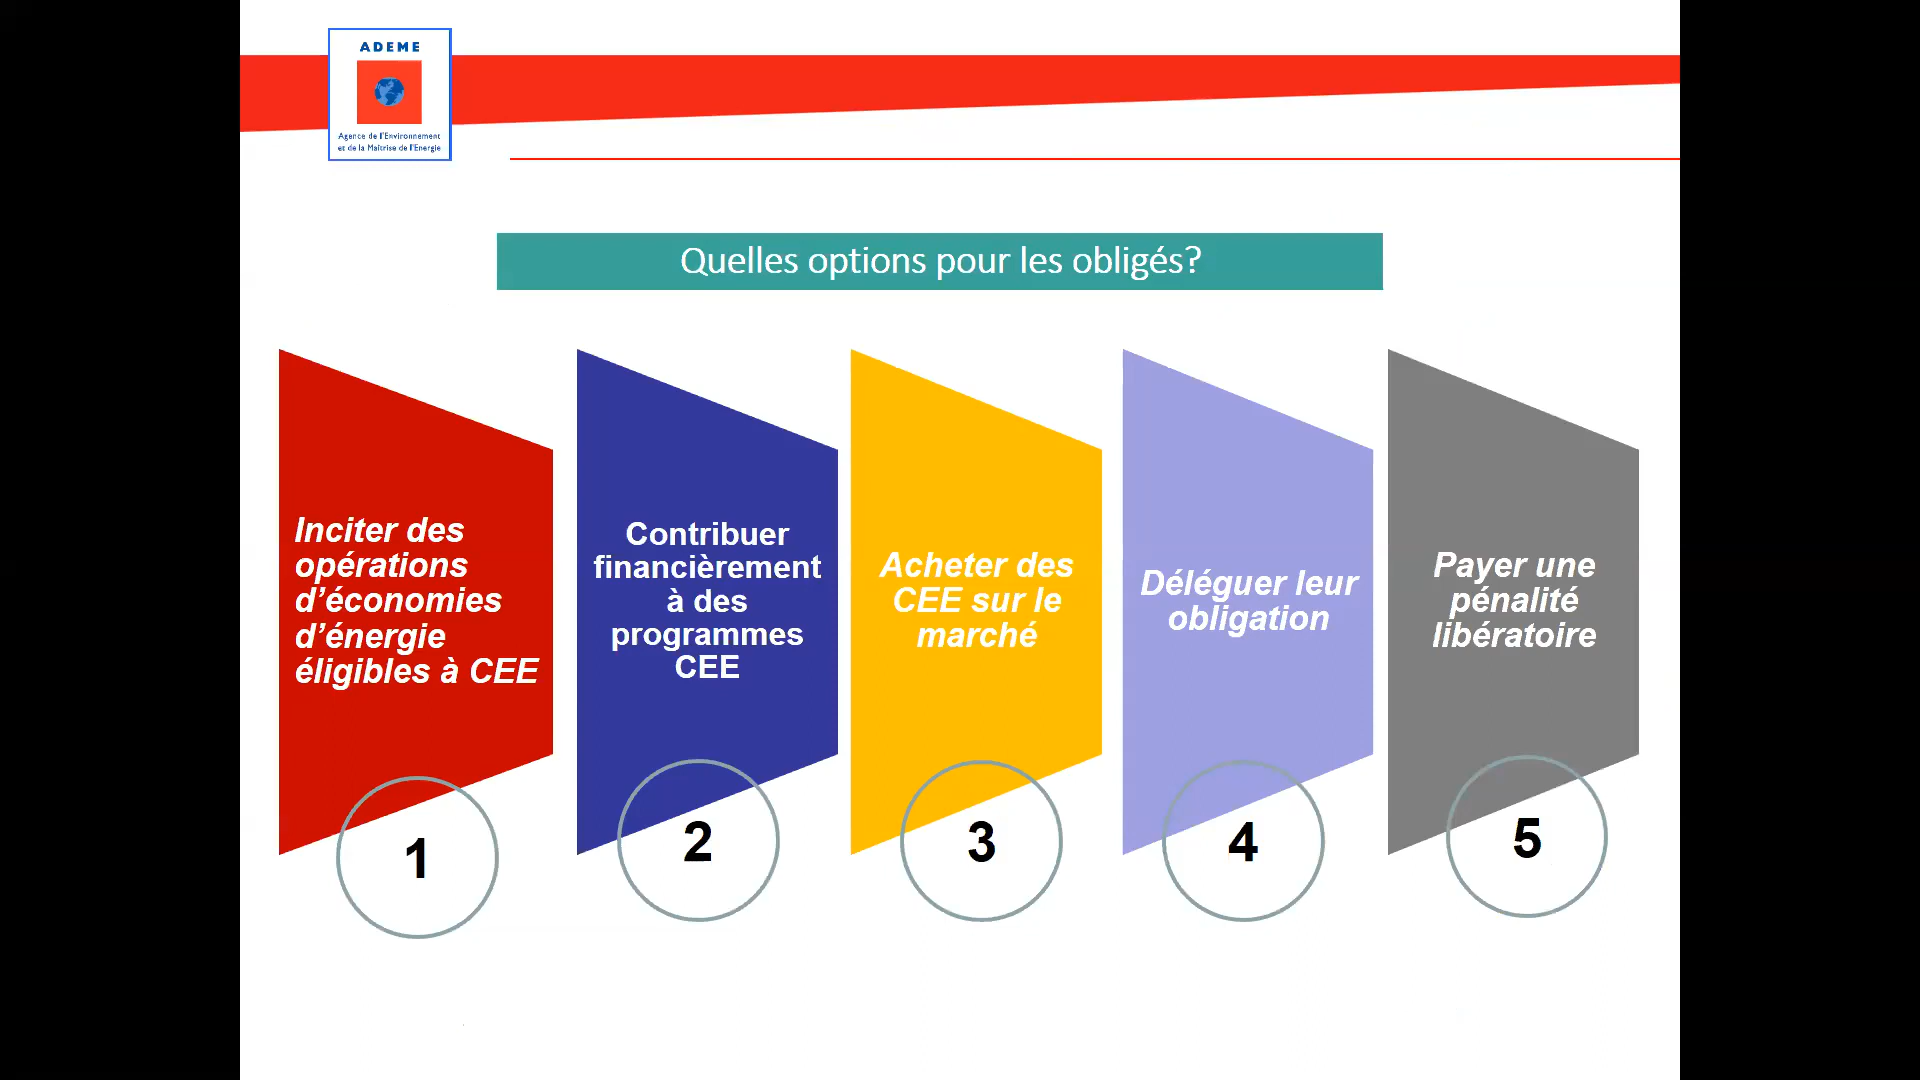 ADEME
Agence de l'Environnement
et de la Maîtrise de l'Energie
Quelles options pour les obligés?
Inciter des
opérations
d'économies
d'énergie
éligibles à CEE
1
Contribuer
financièrement
à des
programmes
CEE
2
Acheter des
CEE sur le
marché
3
Déléguer leur
obligation
4
Payer une
pénalité
libératoire
5